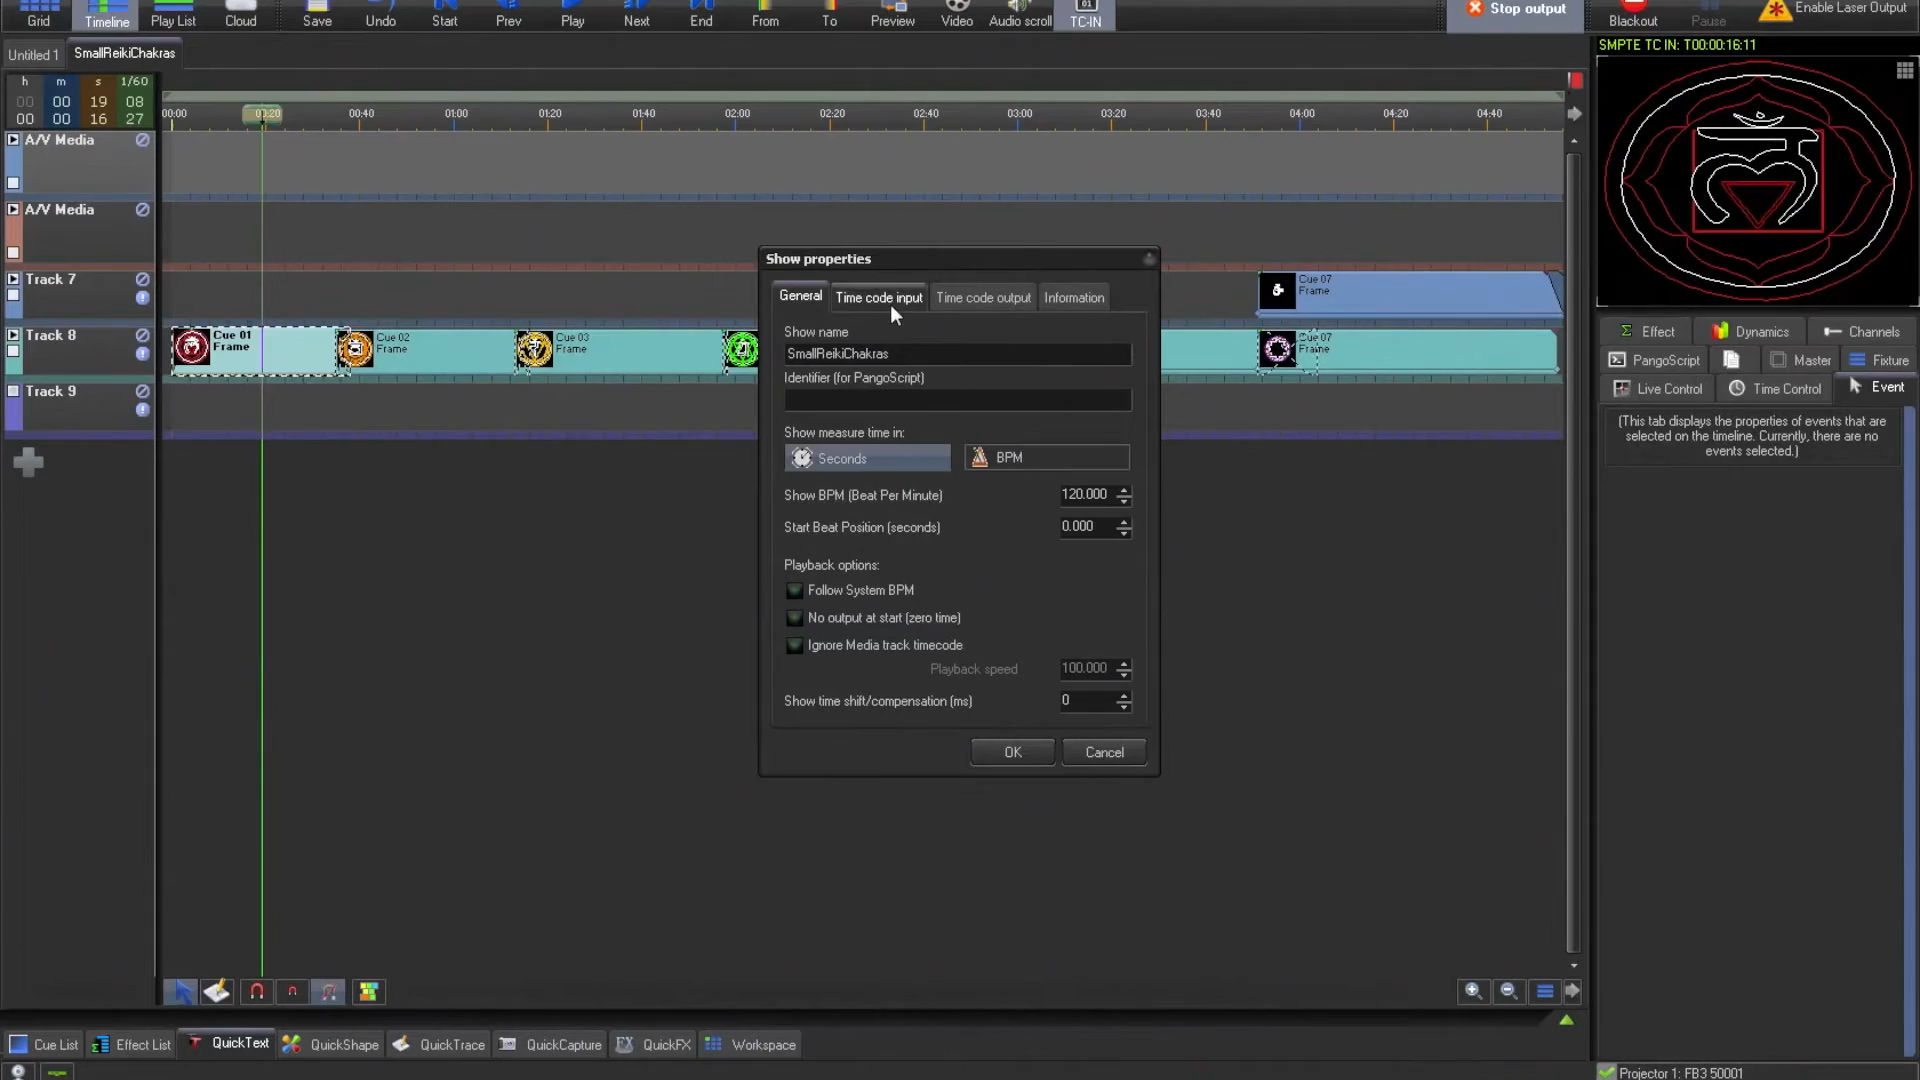 Grid
Timeline
Play List
Cloud
Save
Undo
Start
Prev
Play
Next
End
From
To
Preview
Video
Audio scroll
01
TC-IN
Stop output
Blackout
Pause
Enable Laser Output
Untitled 1
SmallReikiChakras
SMPTE TC IN: T00:00:16:11
h m s 1/60
00 00 19 08
00 00 16 27
00:00 00:20 00:40 01:00 01:20 01:40 02:00 02:20 02:40 03:00 03:20 03:40 04:00 04:20 04:40
A/V Media
A/V Media
Track 7
Cue 07
Frame
Track 8
Cue 01
Frame
Cue 02
Frame
Cue 03
Frame
Cue 07
Frame
Track 9
Show properties
General
Time code input
Time code output
Information
Show name
SmallReikiChakras
Identifier (for PangoScript)
Show measure time in:
Seconds
BPM
Show BPM (Beat Per Minute)
120.000
Start Beat Position (seconds)
0.000
Playback options:
Follow System BPM
No output at start (zero time)
Ignore Media track timecode
Playback speed
100.000
Show time shift/compensation (ms)
0
OK
Cancel
Effect
Dynamics
Channels
PangoScript
Master
Fixture
Live Control
Time Control
Event
(This tab displays the properties of events that are
selected on the timeline. Currently, there are no
events selected.)
Cue List
Effect List
QuickText
QuickShape
QuickTrace
QuickCapture
FX
QuickFX
Workspace
Projector 1: FB3 50001